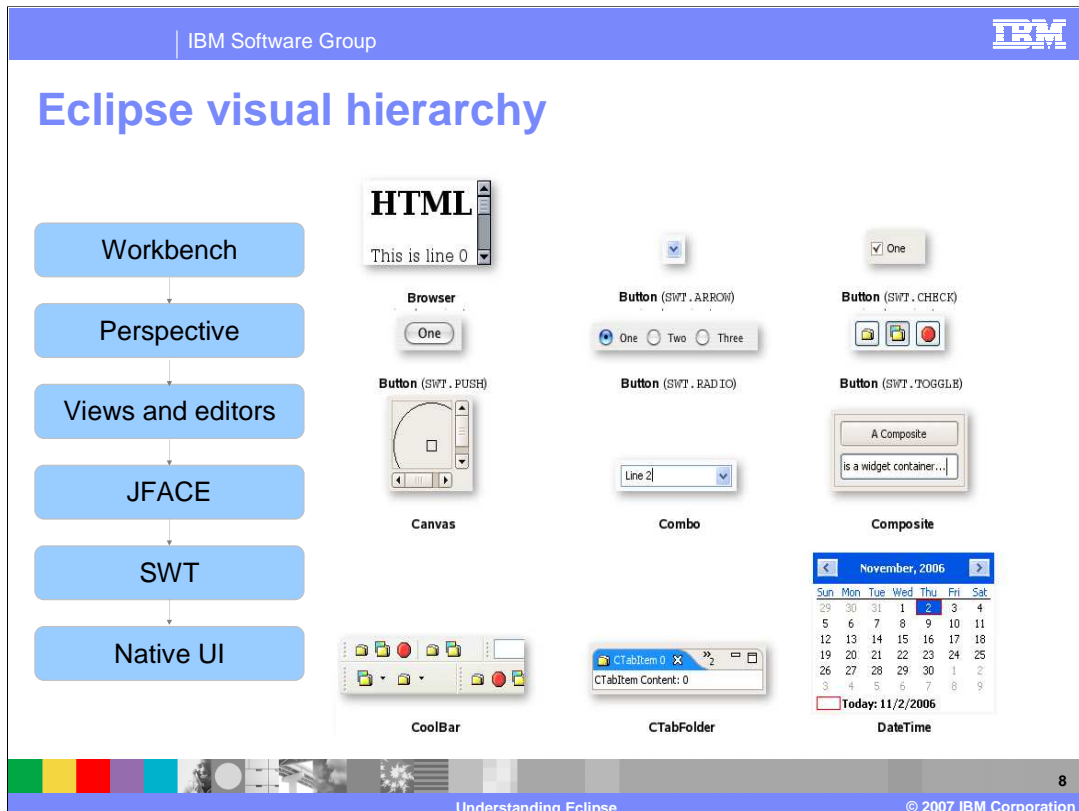 IBM Software Group
IBM
Eclipse visual hierarchy
Workbench
Perspective
Views and editors
JFACE
SWT
Native UI
HTML
This is line 0
Browser
Button (SWT.ARROW)
One
Button (SWT.CHECK)
One
Button (SWT.PUSH)
One Two Three
Button (SWT.RADIO)
Button (SWT.TOGGLE)
Canvas
Line 2
Combo
A Composite
is a widget container...
Composite
CoolBar
CTabItem 0
2
CTabItem Content: 0
CTabFolder
November, 2006
Sun Mon Tue Wed Thu Fri Sat
29 30 31 1 2 3 4
5 6 7 8 9 10 11
12 13 14 15 16 17 18
19 20 21 22 23 24 25
26 27 28 29 30 1 2
3 4 5 6 7 8 9
Today: 11/2/2006
DateTime
8
Understanding Eclipse
© 2007 IBM Corporation